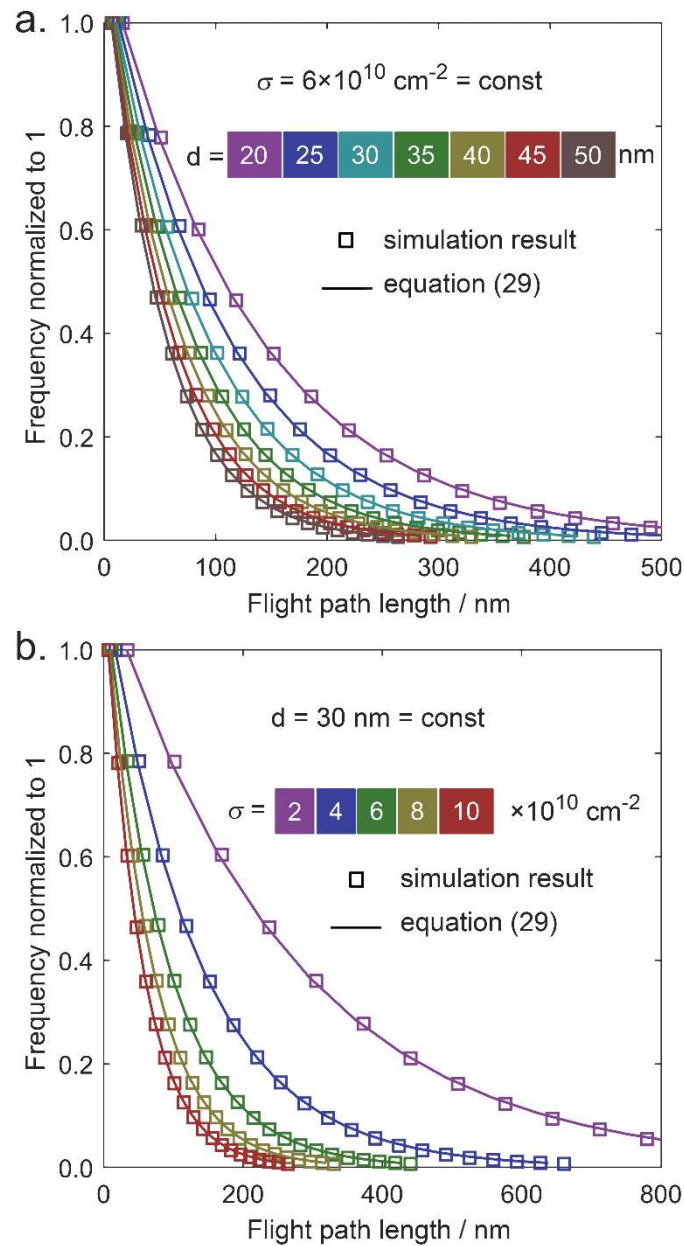 a.
σ = 6×10^10 cm^-2 = const
d = 20 25 30 35 40 45 50 nm
simulation result
equation (29)
Frequency normalized to 1
1.0
0.8
0.6
0.4
0.2
0.0
0 100 200 300 400 500
Flight path length / nm
b.
d = 30 nm = const
σ = 2 4 6 8 10 ×10^10 cm^-2
simulation result
equation (29)
Frequency normalized to 1
1.0
0.8
0.6
0.4
0.2
0.0
0 200 400 600 800
Flight path length / nm